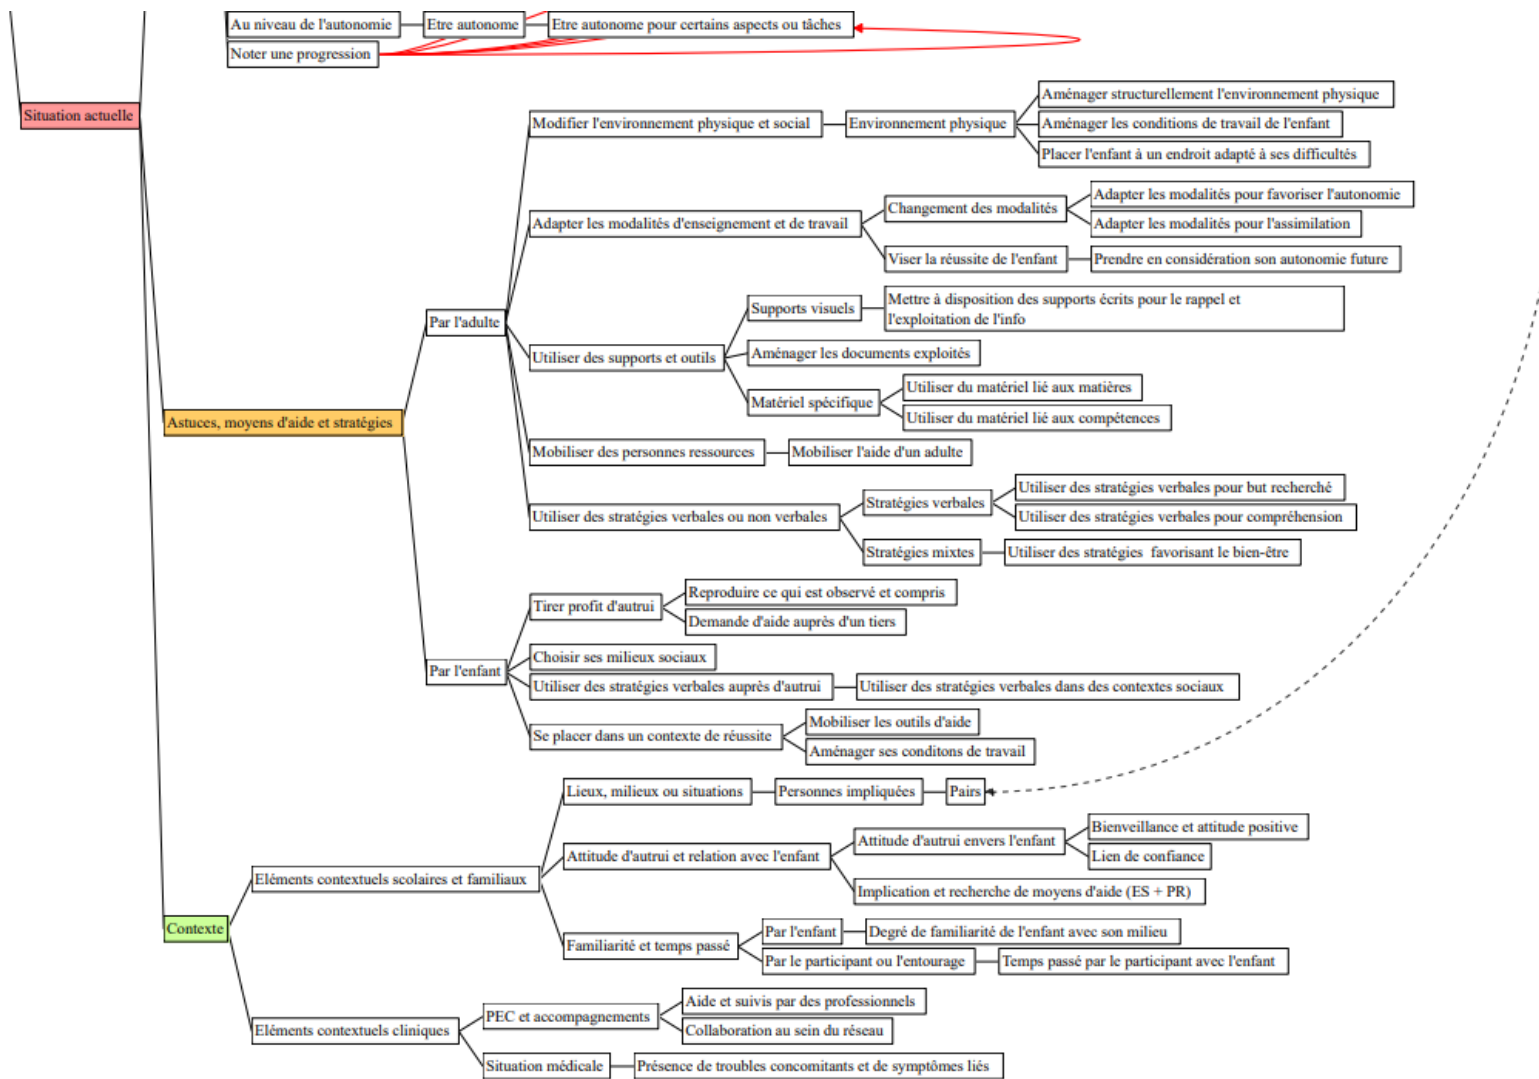 Au niveau de l'autonomie
Etre autonome
Etre autonome pour certains aspects ou tâches
Noter une progression
Situation actuelle
Astuces, moyens d'aide et stratégies
Par l'adulte
Modifier l'environnement physique et social
Environnement physique
Aménager structurellement l'environnement physique
Aménager les conditions de travail de l'enfant
Placer l'enfant à un endroit adapté à ses difficultés
Adapter les modalités d'enseignement et de travail
Changement des modalités
Adapter les modalités pour favoriser l'autonomie
Adapter les modalités pour l'assimilation
Viser la réussite de l'enfant
Prendre en considération son autonomie future
Utiliser des supports et outils
Supports visuels
Mettre à disposition des supports écrits pour le rappel et
l'exploitation de l'info
Aménager les documents exploités
Matériel spécifique
Utiliser du matériel lié aux matières
Utiliser du matériel lié aux compétences
Mobiliser des personnes ressources
Mobiliser l'aide d'un adulte
Utiliser des stratégies verbales ou non verbales
Stratégies verbales
Utiliser des stratégies verbales pour but recherché
Utiliser des stratégies verbales pour compréhension
Stratégies mixtes
Utiliser des stratégies  favorisant le bien-être
Par l'enfant
Tirer profit d'autrui
Reproduire ce qui est observé et compris
Demande d'aide auprès d'un tiers
Choisir ses milieux sociaux
Utiliser des stratégies verbales auprès d'autrui
Utiliser des stratégies verbales dans des contextes sociaux
Se placer dans un contexte de réussite
Mobiliser les outils d'aide
Aménager ses conditons de travail
Contexte
Eléments contextuels scolaires et familiaux
Lieux, milieux ou situations
Personnes impliquées
Pairs
Attitude d'autrui et relation avec l'enfant
Attitude d'autrui envers l'enfant
Bienveillance et attitude positive
Lien de confiance
Implication et recherche de moyens d'aide (ES + PR)
Familiarité et temps passé
Par l'enfant
Degré de familiarité de l'enfant avec son milieu
Par le participant ou l'entourage
Temps passé par le participant avec l'enfant
Eléments contextuels cliniques
PEC et accompagnements
Aide et suivis par des professionnels
Collaboration au sein du réseau
Situation médicale
Présence de troubles concomitants et de symptômes liés